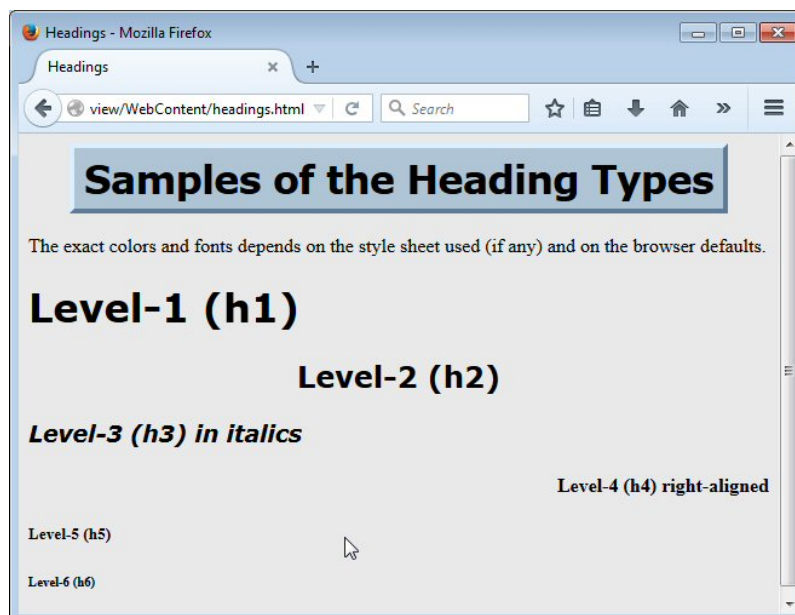 Headings - Mozilla Firefox
Headings
view/WebContent/headings.html
Search
Samples of the Heading Types
The exact colors and fonts depends on the style sheet used (if any) and on the browser defaults.
Level-1 (h1)
Level-2 (h2)
Level-3 (h3) in italics
Level-4 (h4) right-aligned
Level-5 (h5)
Level-6 (h6)